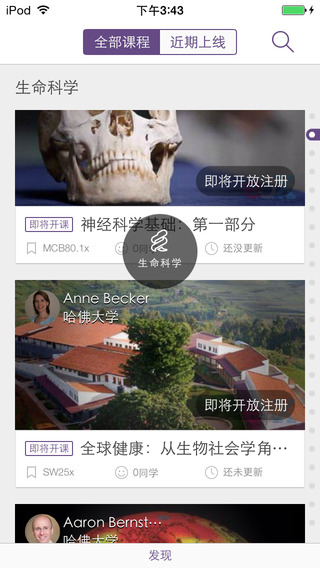 iPod
下午3:43
全部课程
近期上线
生命科学
即将开放注册
即将开课
神经科学基础：第一部分
MCB80.1x
0同
还没更新
生命科学
Anne Becker
哈佛大学
即将开放注册
即将开课
全球健康：从生物社会学角…
SW25x
0同学
还未更新
Aaron Bernst…
哈佛大学
发现